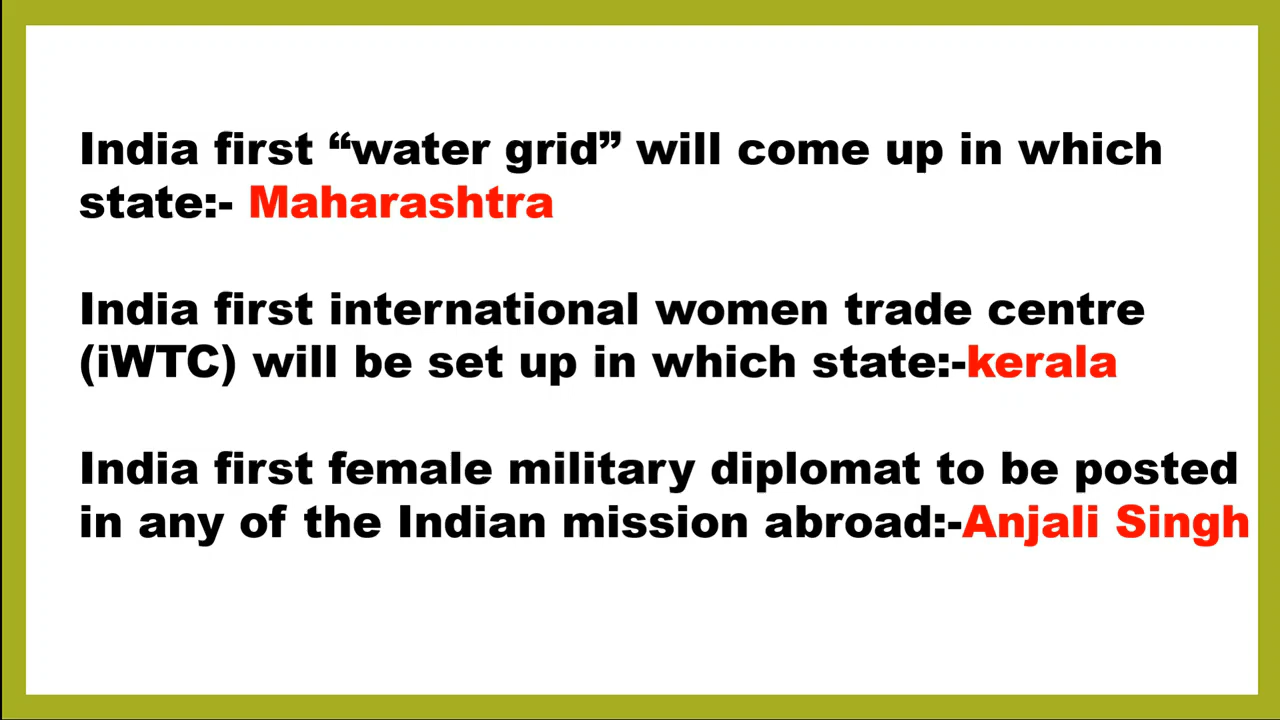 India first “water grid” will come up in which
state:- Maharashtra
India first international women trade centre
(iWTC) will be set up in which state:-kerala
India first female military diplomat to be posted
in any of the Indian mission abroad:-Anjali Singh